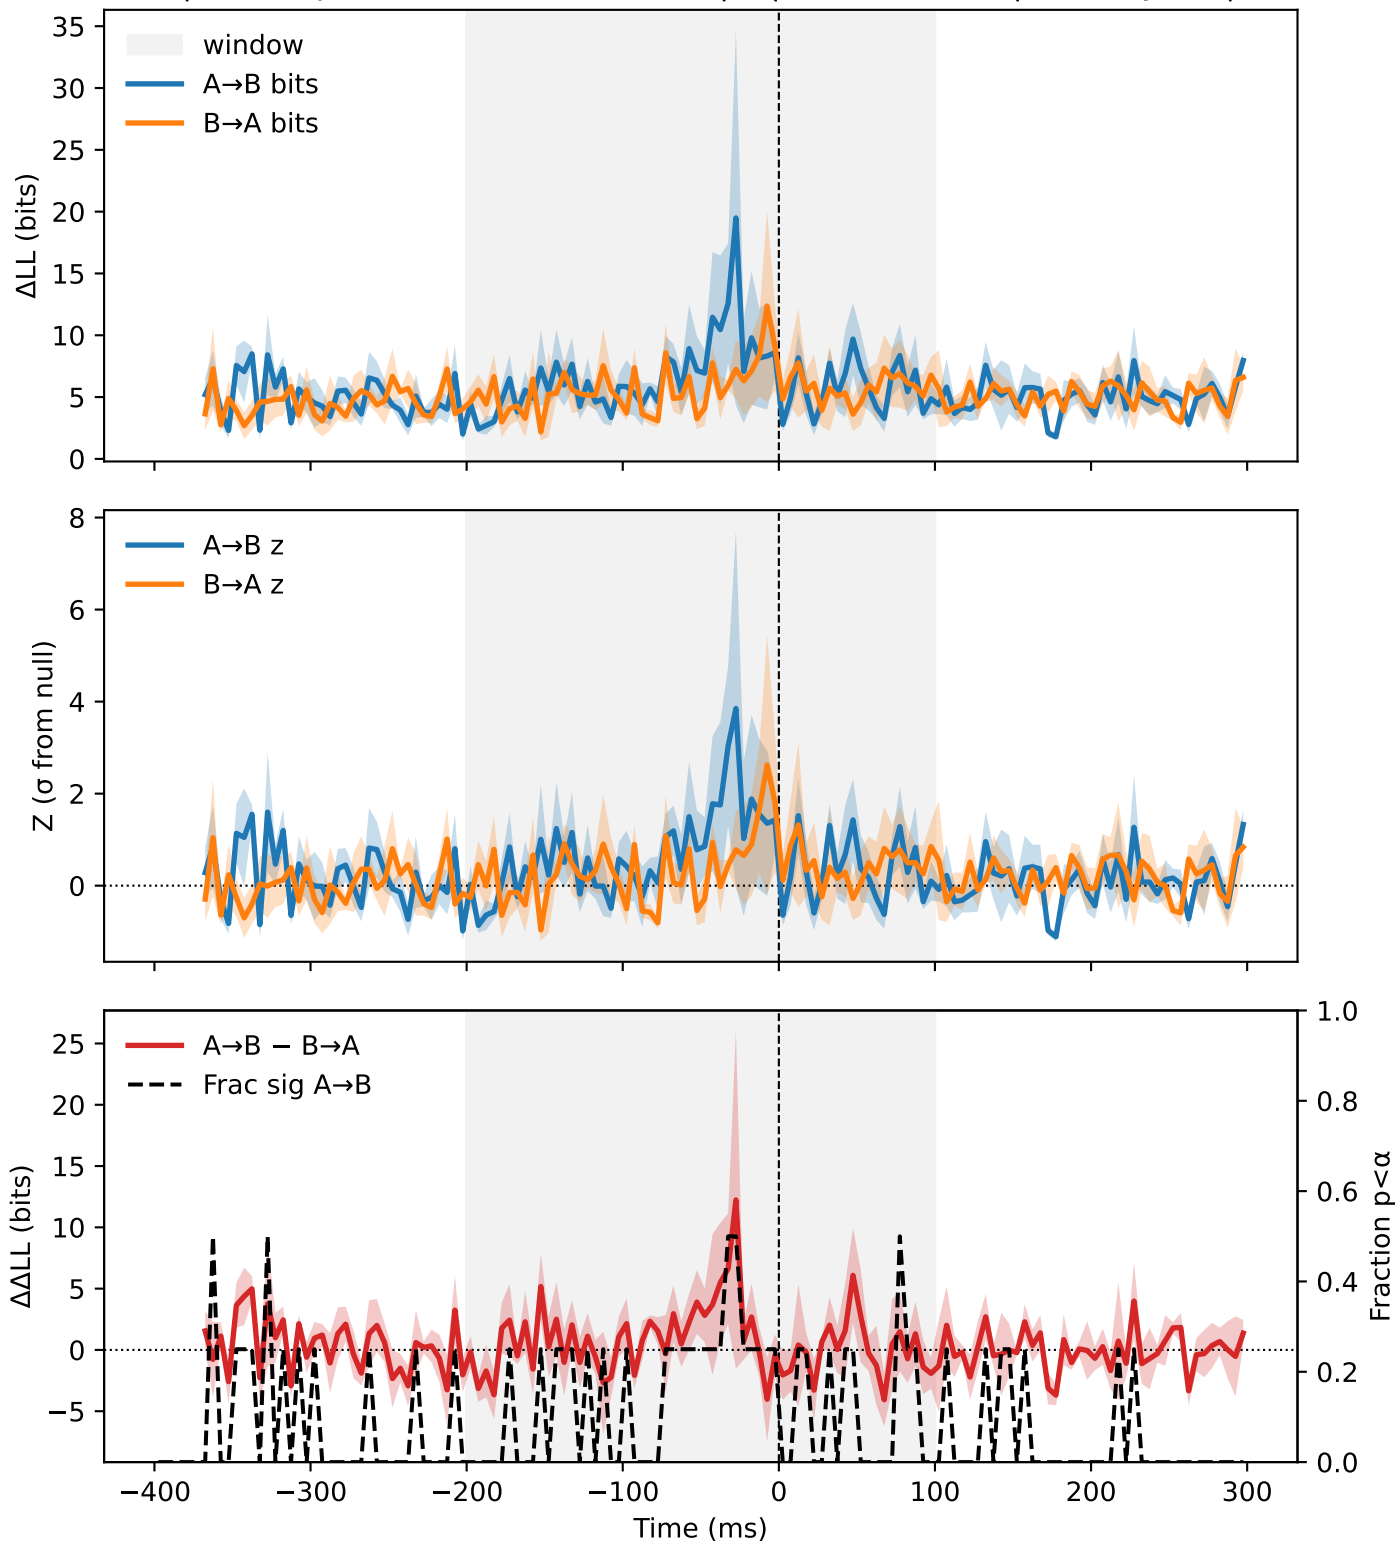 window
A→B bits
B→A bits
ΔLL (bits)
35
30
25
20
15
10
5
0
A→B z
B→A z
Z (σ from null)
8
6
4
2
0
A→B − B→A
Frac sig A→B
ΔΔLL (bits)
25
20
15
10
5
0
−5
1.0
0.8
0.6
0.4
0.2
0.0
Fraction p<α
−400 −300 −200 −100 0 100 200 300
Time (ms)